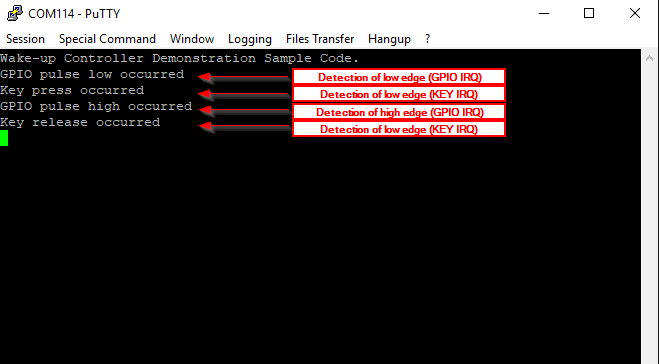 COM114 - PuTTY
Session Special Command Window Logging Files Transfer Hangup ?
Wake-up Controller Demonstration Sample Code.
GPIO pulse low occurred Detection of low edge (GPIO IRQ)
Key press occurred Detection of low edge (KEY IRQ)
GPIO pulse high occurred Detection of high edge (GPIO IRQ)
Key release occurred Detection of low edge (KEY IRQ)